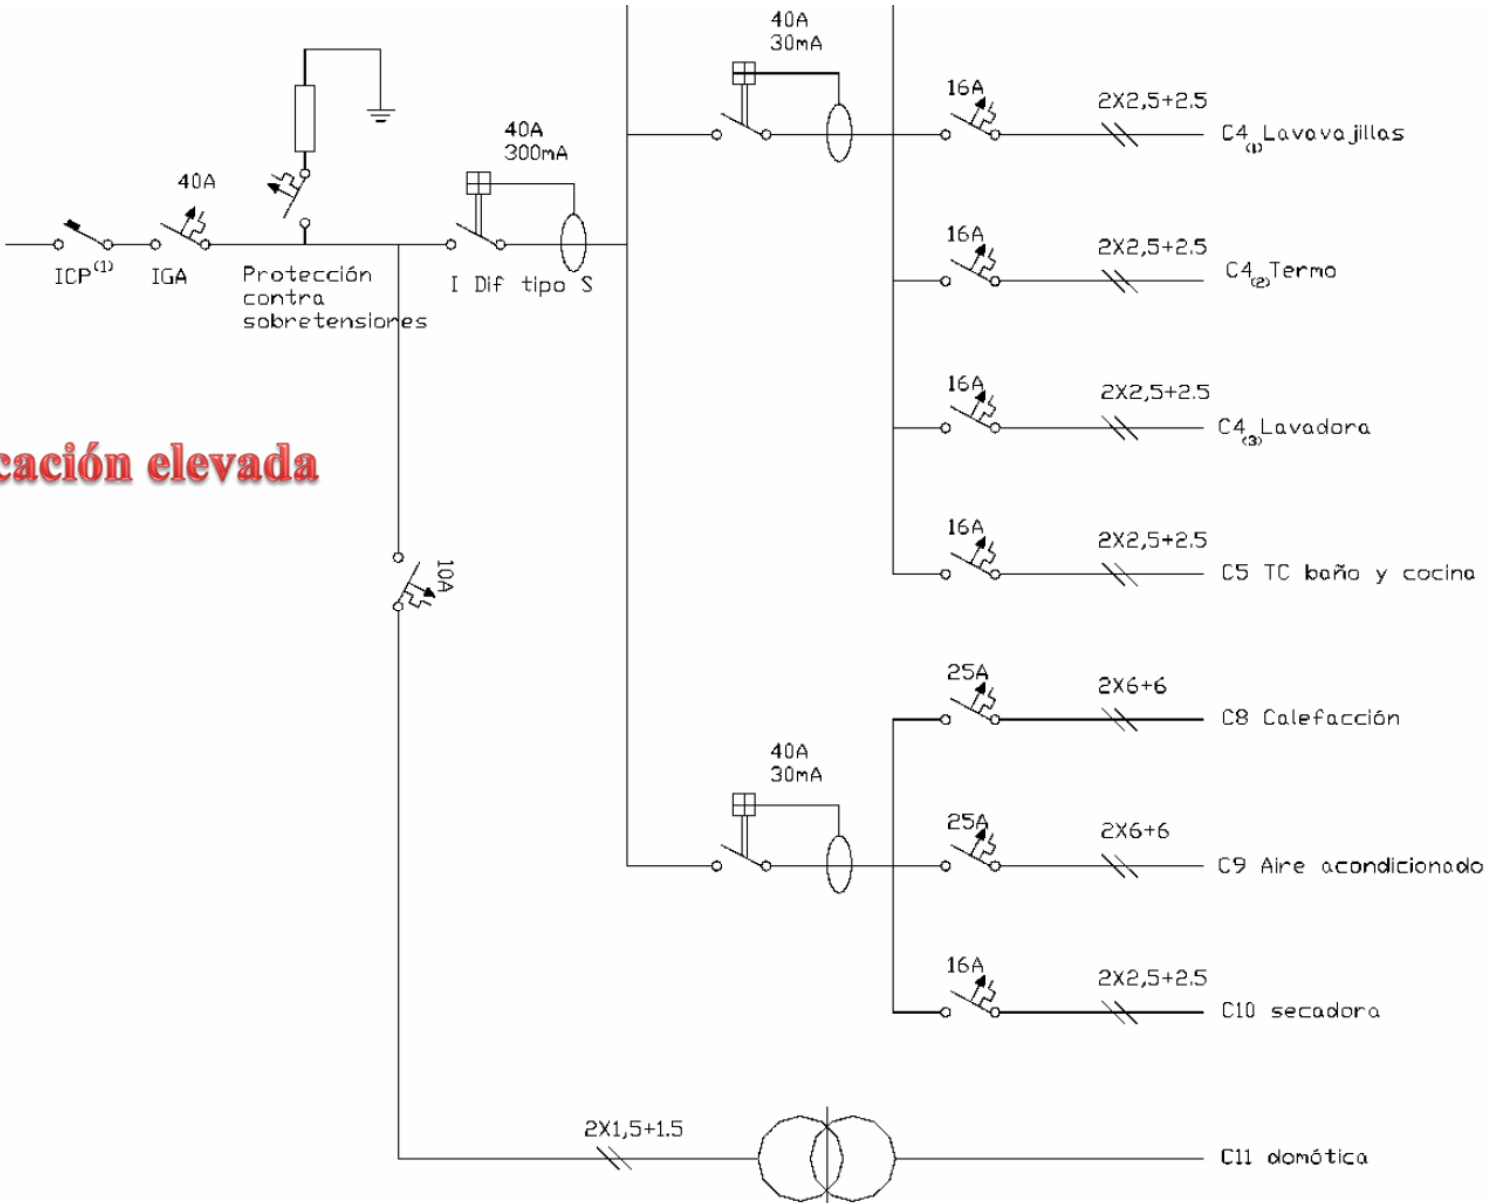 40A
30mA
16A
2X2,5+2.5
C4(1)Lavavajillas
40A
300mA
40A
ICP(1)
IGA
Protección
contra
sobretensiones
I Dif tipo S
16A
2X2,5+2.5
C4(2)Termo
16A
2X2,5+2.5
C4(3)Lavadora
cación elevada
16A
2X2,5+2.5
C5 TC baño y cocina
10A
25A
2X6+6
C8 Calefacción
40A
30mA
25A
2X6+6
C9 Aire acondicionado
16A
2X2,5+2.5
C10 secadora
2X1,5+1.5
C11 domótica